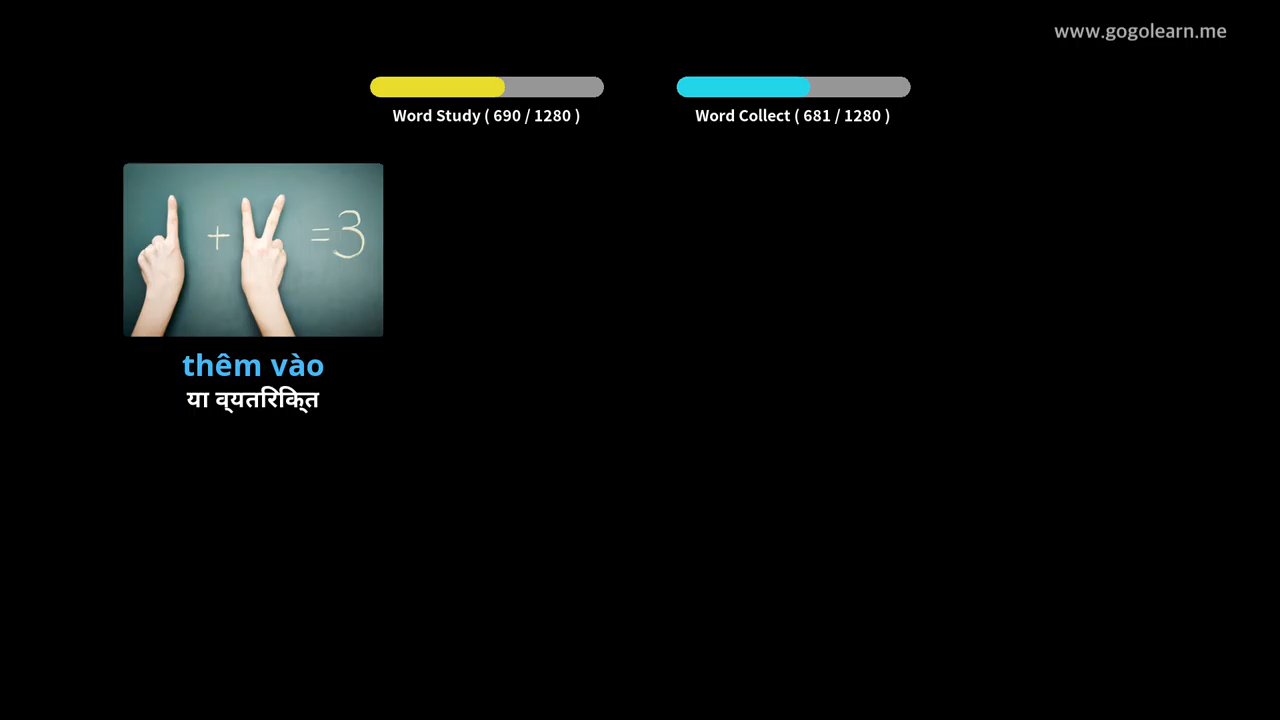 www.gogolearn.me
Word Study ( 690 / 1280 )
Word Collect ( 681 / 1280 )
+ =3
thêm vào
या व्यतरिक्ति